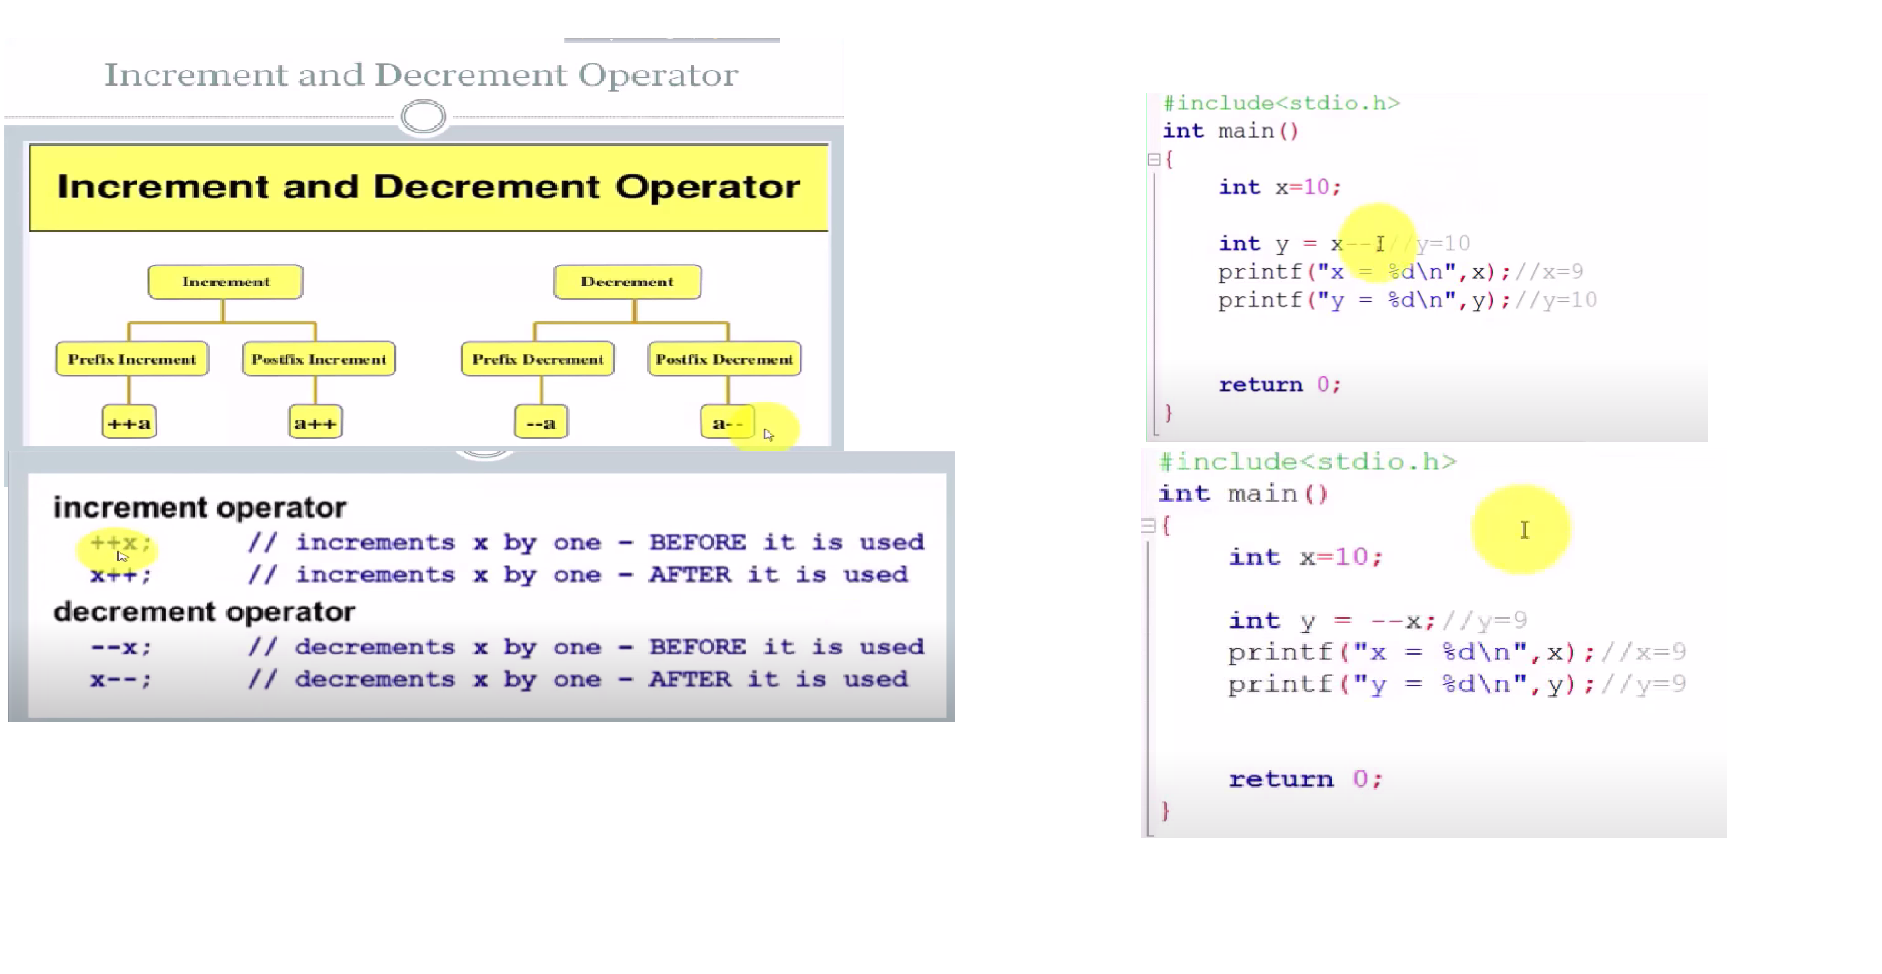 Increment and Decrement Operator
Increment and Decrement Operator
Increment Decrement
Prefix Increment Postfix Increment Prefix Decrement Postfix Decrement
++a a++ --a a--
increment operator
++x; // increments x by one - BEFORE it is used
x++; // increments x by one - AFTER it is used
decrement operator
--x; // decrements x by one - BEFORE it is used
x--; // decrements x by one - AFTER it is used
#include<stdio.h>
int main()
{
int x=10;
int y = x--;//y=10
printf("x = %d\n",x);//x=9
printf("y = %d\n",y);//y=10
return 0;
}
#include<stdio.h>
int main()
{
int x=10;
int y = --x;//y=9
printf("x = %d\n",x);//x=9
printf("y = %d\n",y);//y=9
return 0;
}